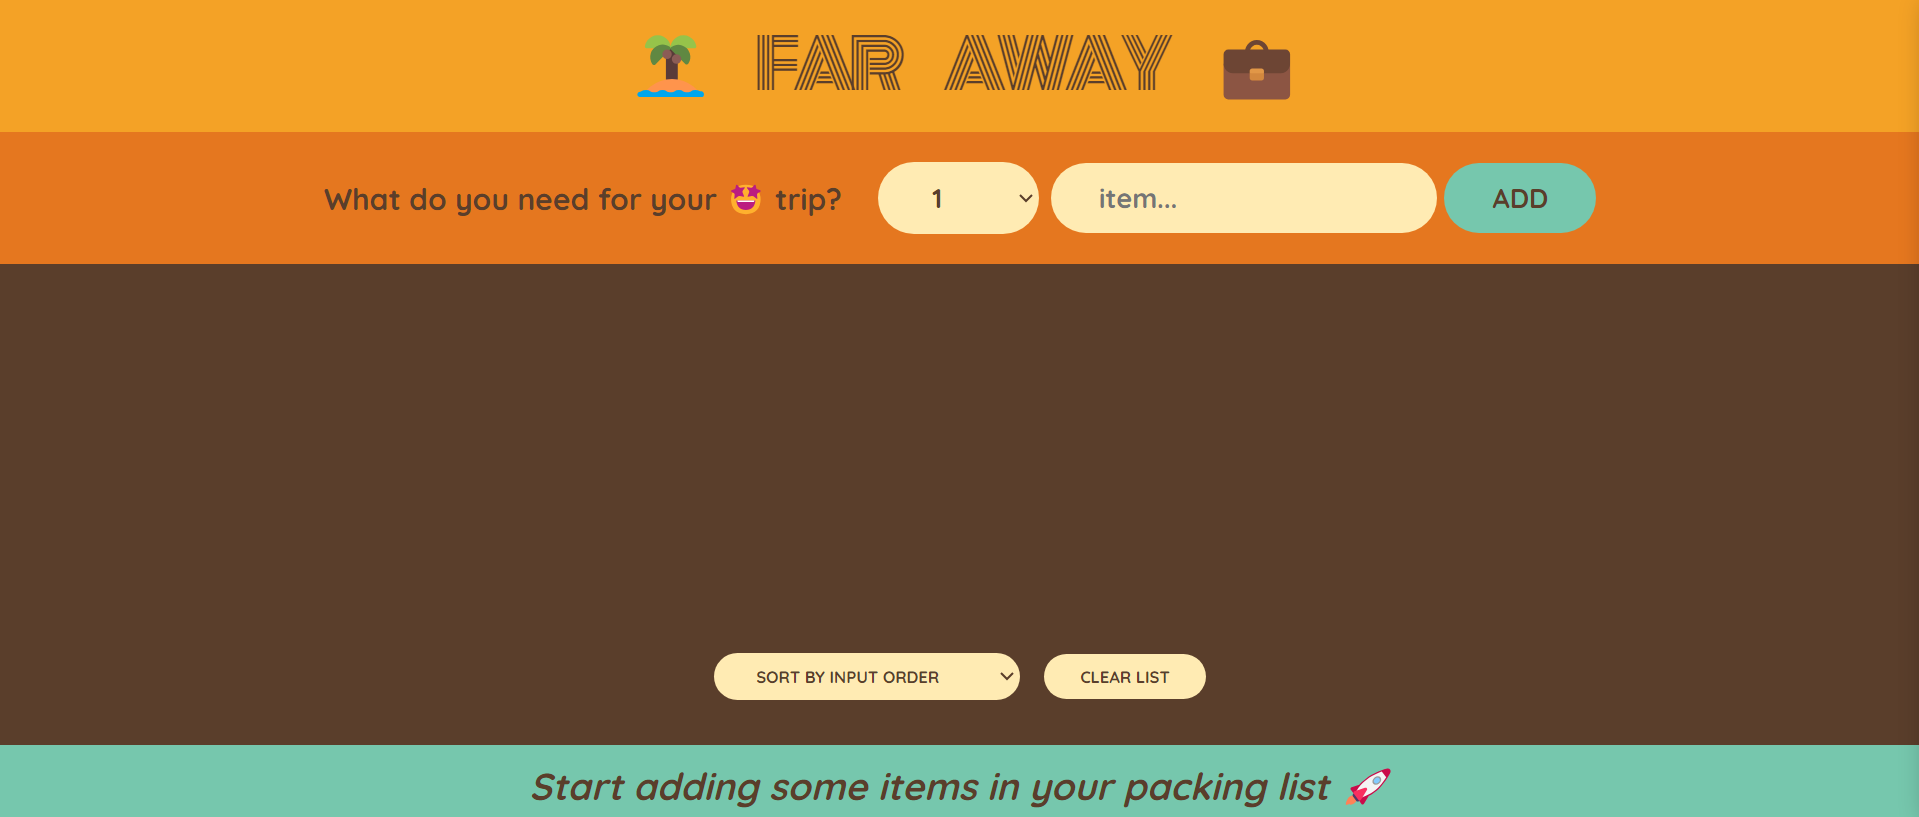 FAR AWAY
What do you need for your 🤩 trip? 1 item... ADD
SORT BY INPUT ORDER CLEAR LIST
Start adding some items in your packing list 🚀